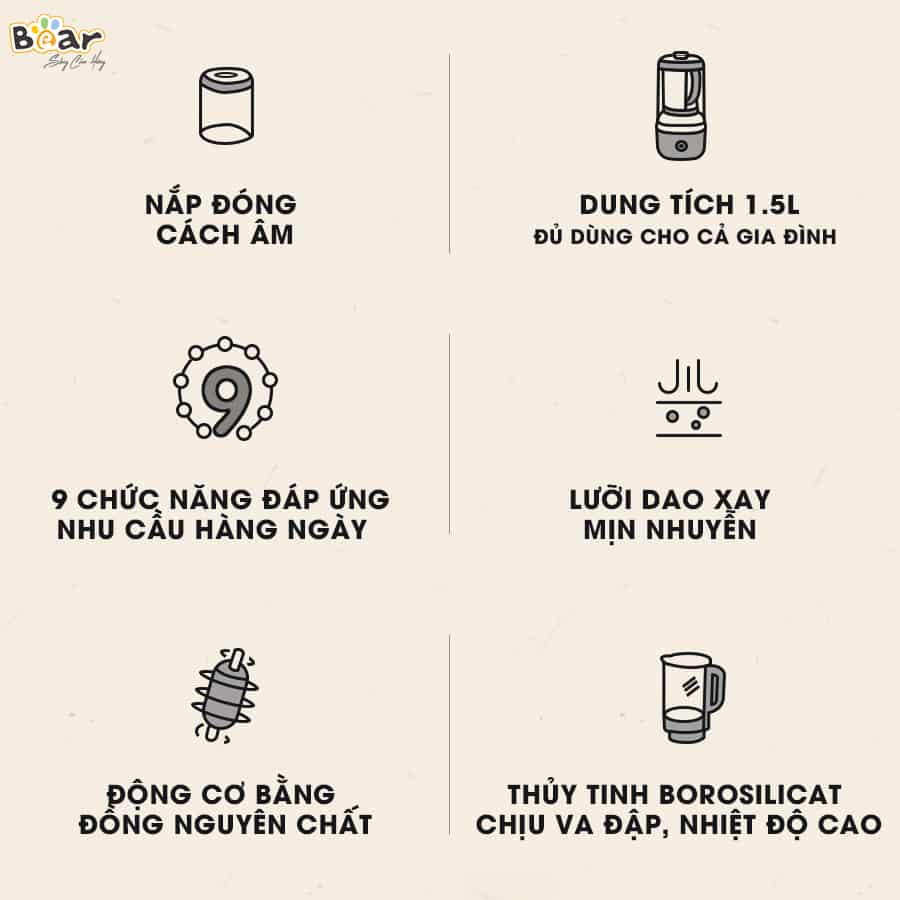 Bear
Sống Cảm Hứng
NẮP ĐÓNG
CÁCH ÂM
DUNG TÍCH 1.5L
ĐỦ DÙNG CHO CẢ GIA ĐÌNH
9
9 CHỨC NĂNG ĐÁP ỨNG
NHU CẦU HÀNG NGÀY
LƯỠI DAO XAY
MỊN NHUYỄN
ĐỘNG CƠ BẰNG
ĐỒNG NGUYÊN CHẤT
THỦY TINH BOROSILICAT
CHỊU VA ĐẬP, NHIỆT ĐỘ CAO